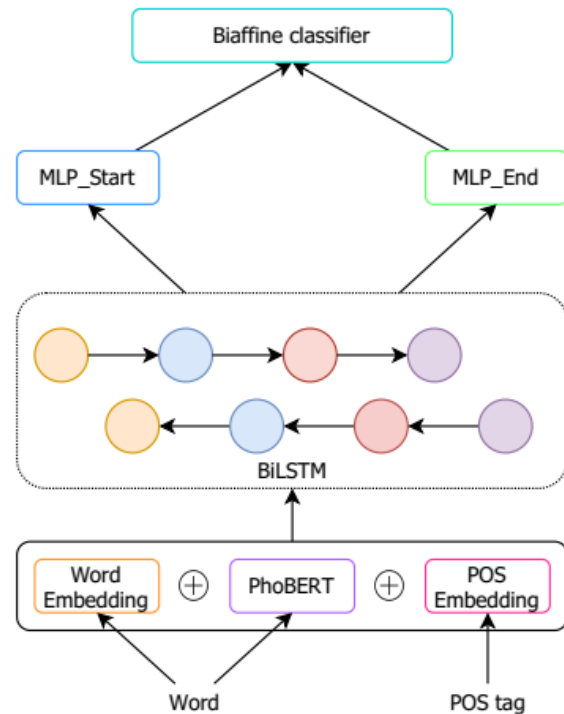 Biaffine classifier
MLP_Start
MLP_End
BiLSTM
Word
Embedding
PhoBERT
POS
Embedding
Word
POS tag